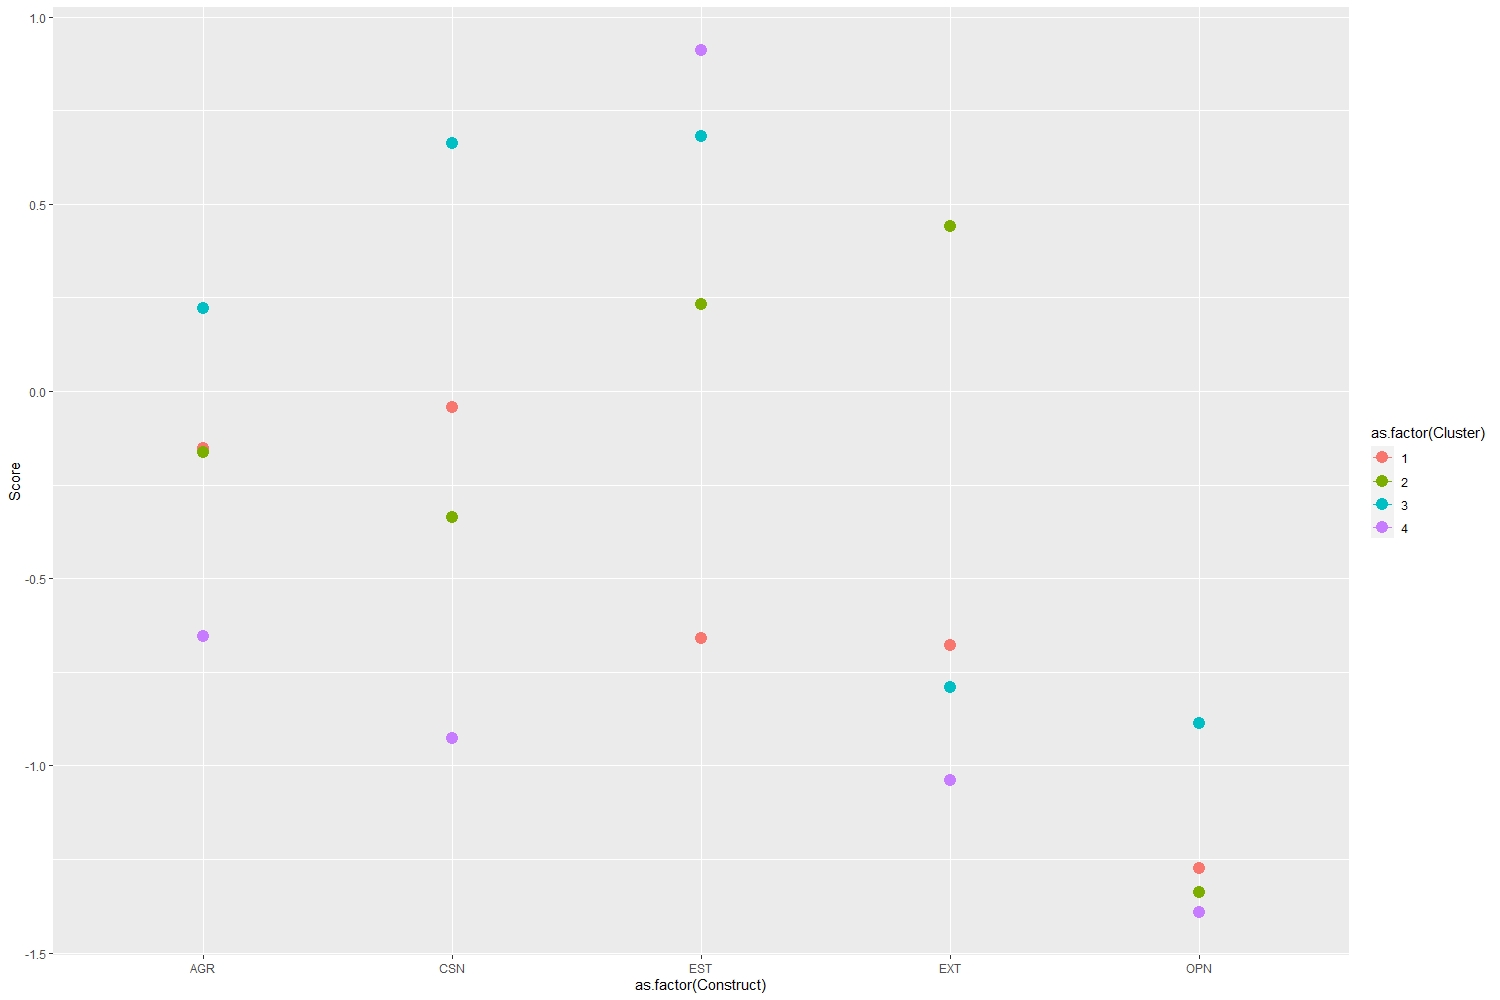 1.0
0.5
0.0
-0.5
-1.0
-1.5
Score
AGR
CSN
EST
EXT
OPN
as.factor(Construct)
as.factor(Cluster)
1
2
3
4